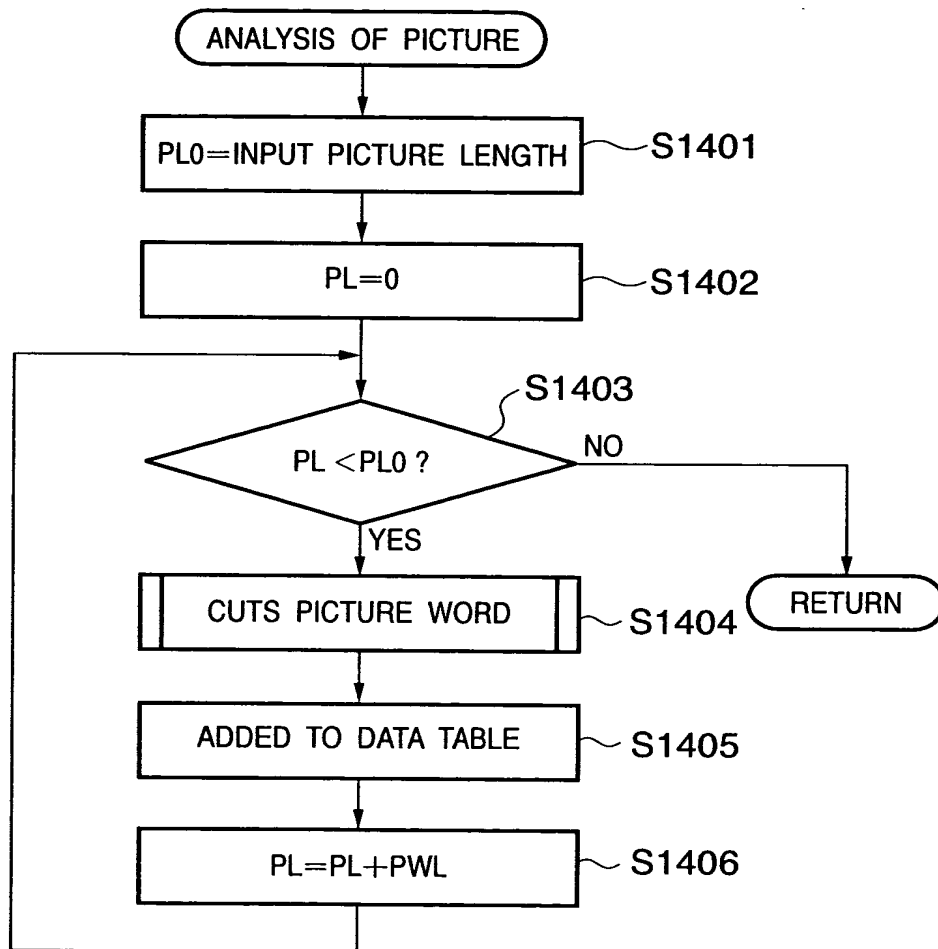 ANALYSIS OF PICTURE
PL0=INPUT PICTURE LENGTH
S1401
PL=0
S1402
S1403
PL<PL0 ?
NO
YES
CUTS PICTURE WORD
S1404
RETURN
ADDED TO DATA TABLE
S1405
PL=PL+PWL
S1406